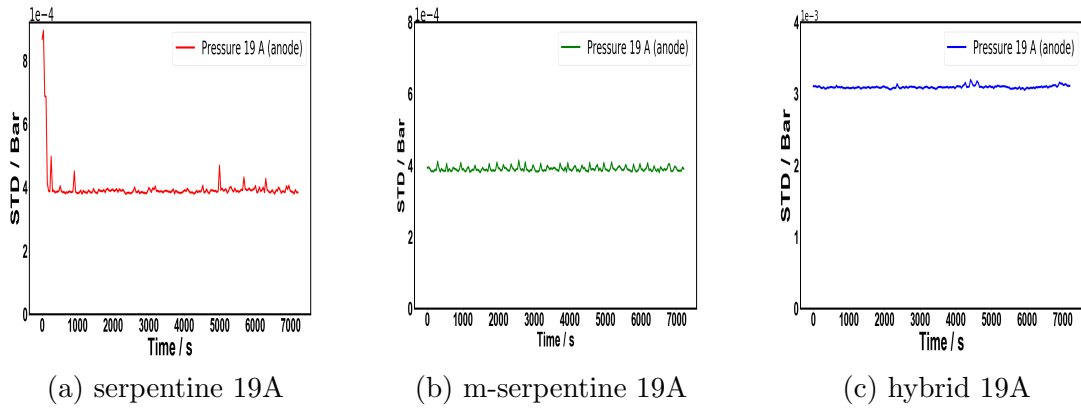 1e−4
8
6
4
2
0
STD / Bar
Pressure 19 A (anode)
0 1000 2000 3000 4000 5000 6000 7000
Time / s
(a) serpentine 19A
1e−4
8
6
4
2
0
STD / Bar
Pressure 19 A (anode)
0 1000 2000 3000 4000 5000 6000 7000
Time / s
(b) m-serpentine 19A
1e−3
4
3
2
1
0
STD / Bar
Pressure 19 A (anode)
0 1000 2000 3000 4000 5000 6000 7000
Time / s
(c) hybrid 19A